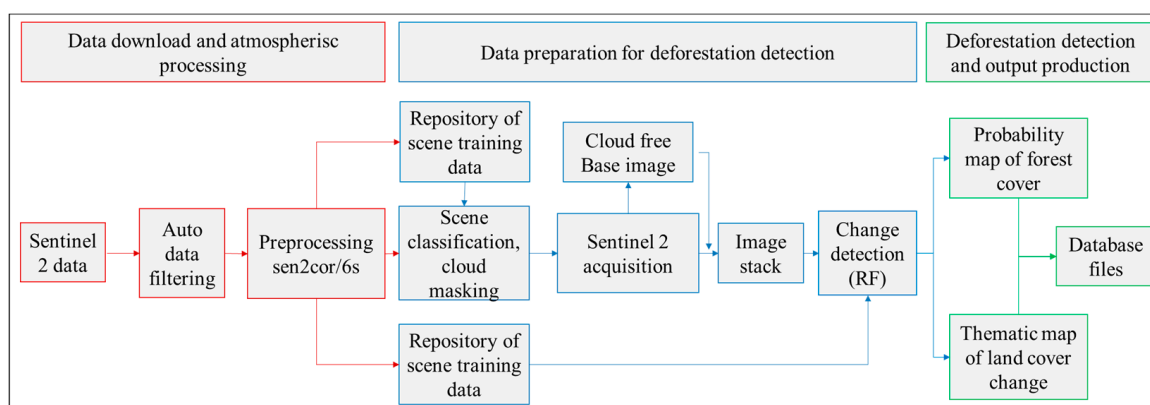 Data download and atmospherisc
processing
Data preparation for deforestation detection
Deforestation detection
and output production
Repository of
scene training
data
Cloud free
Base image
Probability
map of forest
cover
Sentinel
2 data
Auto
data
filtering
Preprocessing
sen2cor/6s
Scene
classification,
cloud
masking
Sentinel 2
acquisition
Image
stack
Change
detection
(RF)
Database
files
Repository of
scene training
data
Thematic map
of land cover
change